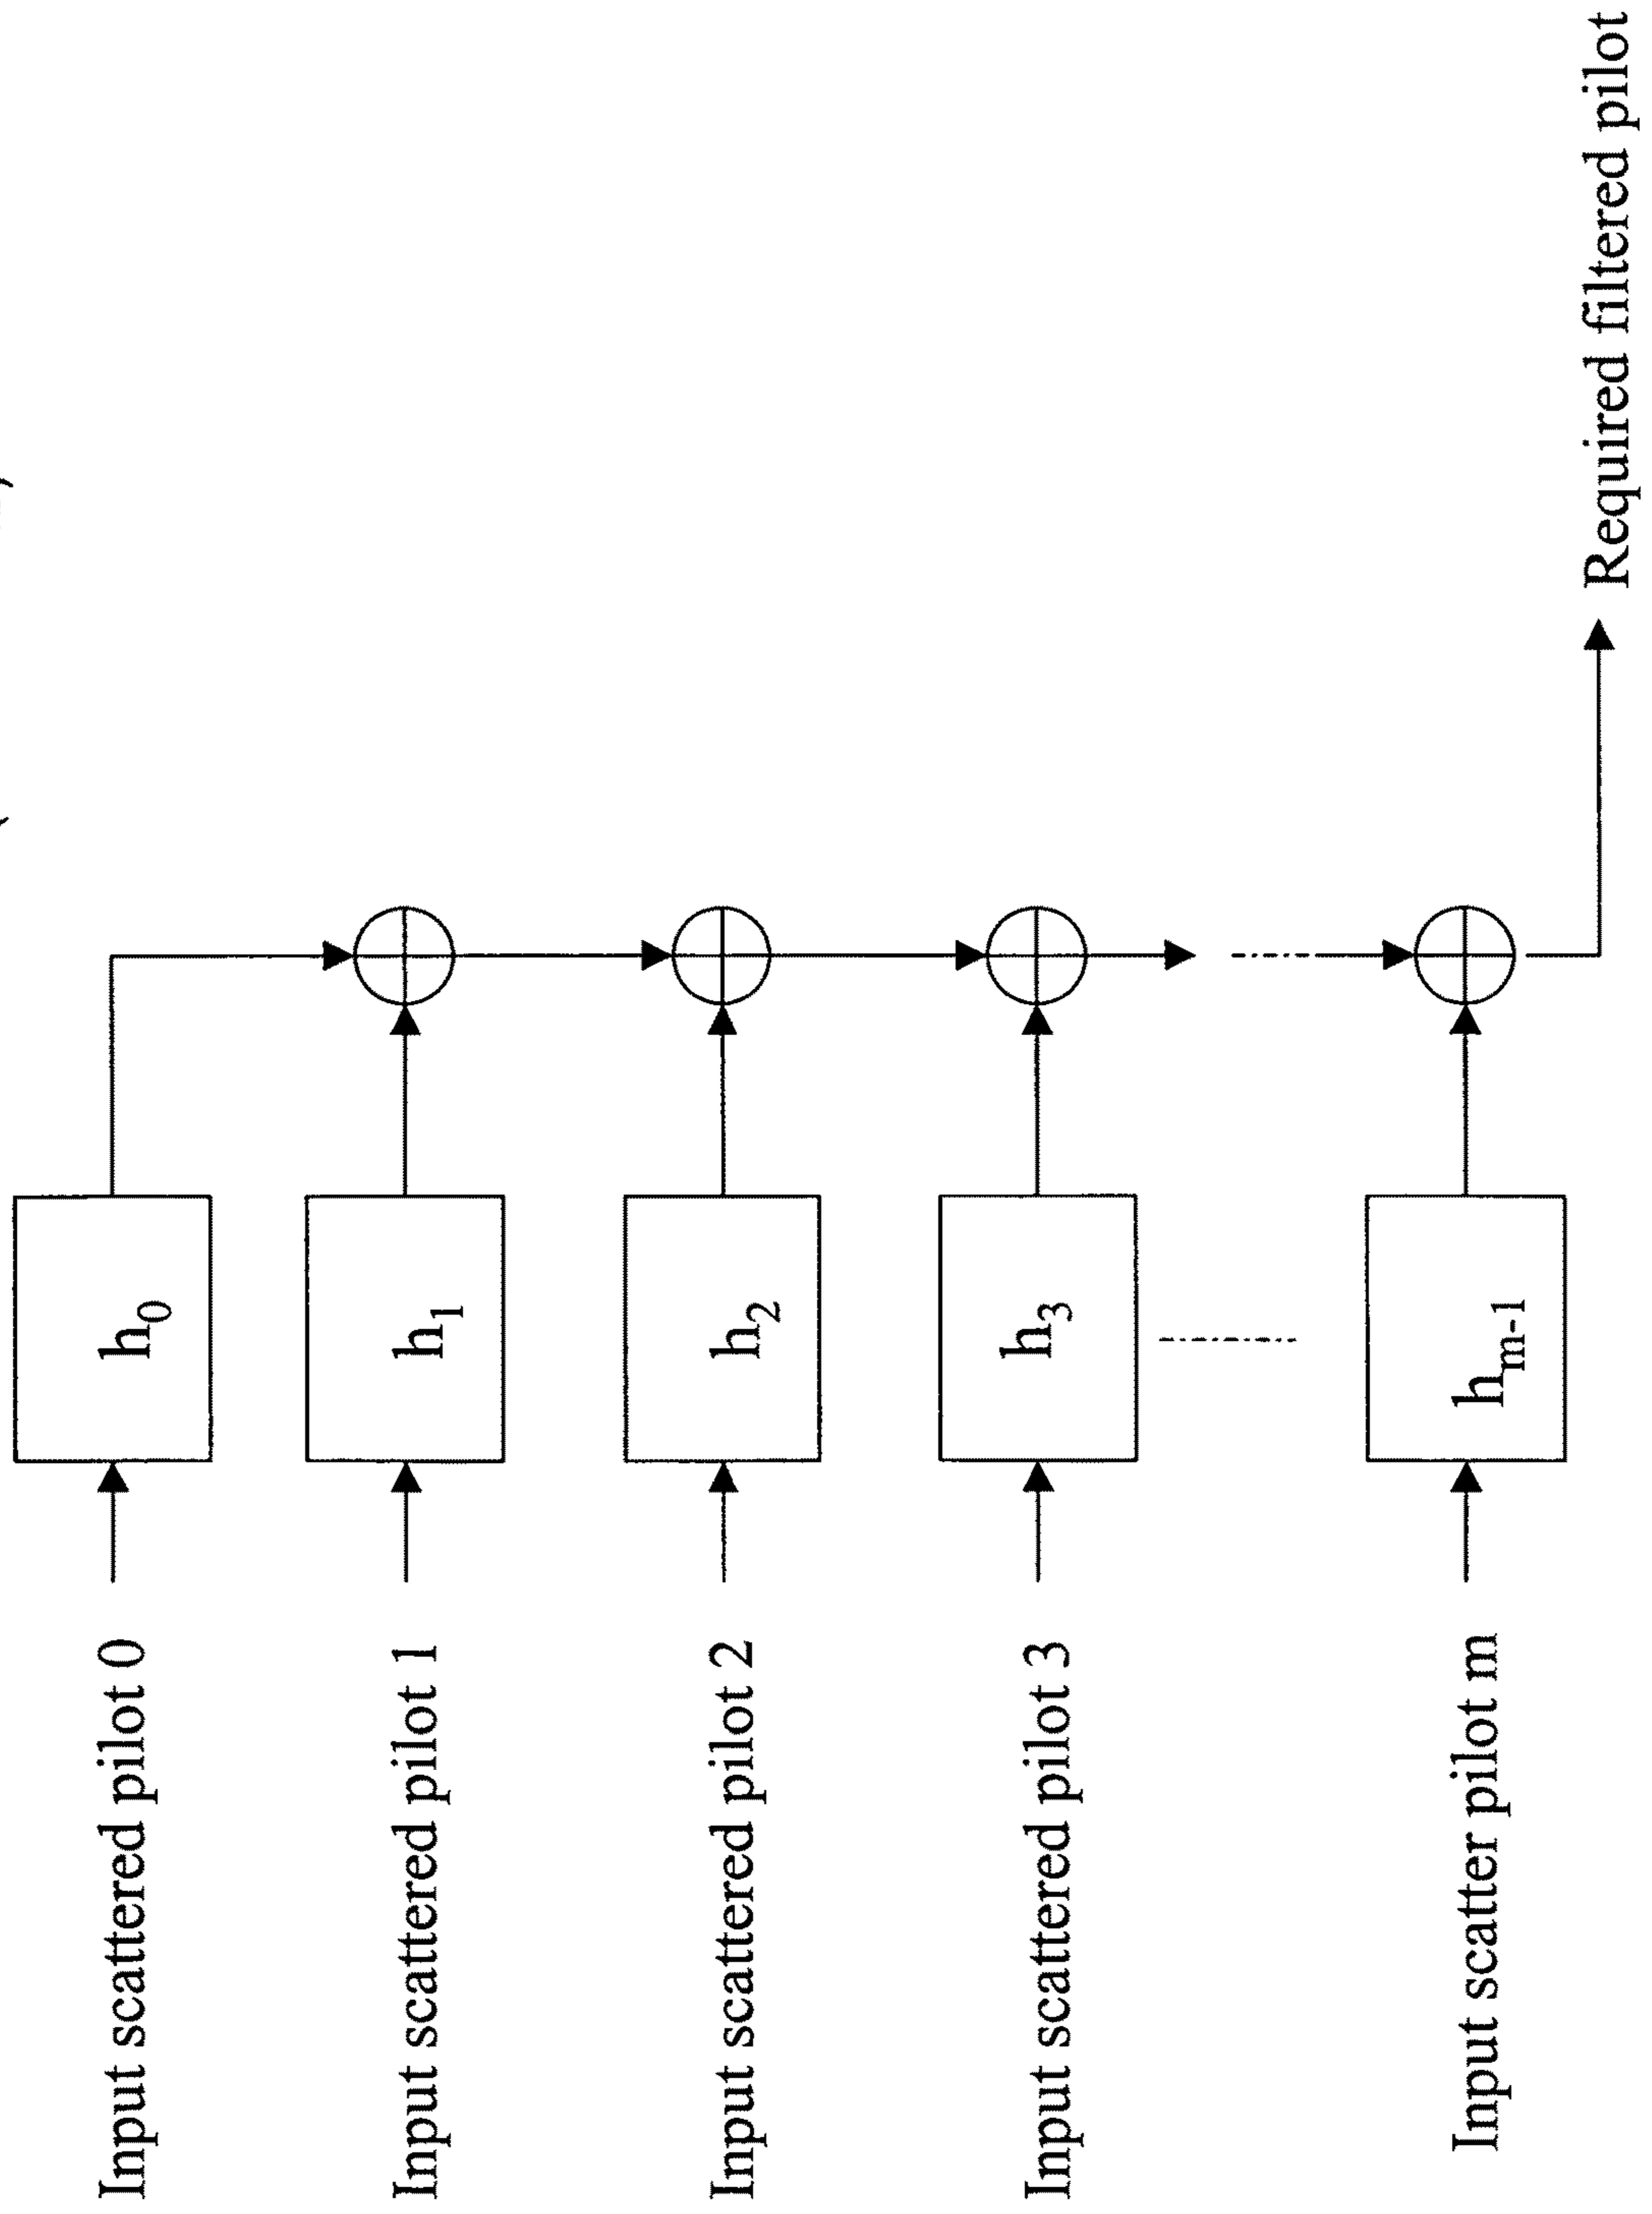 Input scattered pilot 0
h0
Input scattered pilot 1
h1
Input scattered pilot 2
h2
Input scattered pilot 3
h3
Input scatter pilot m
hm-1
Required filtered pilot